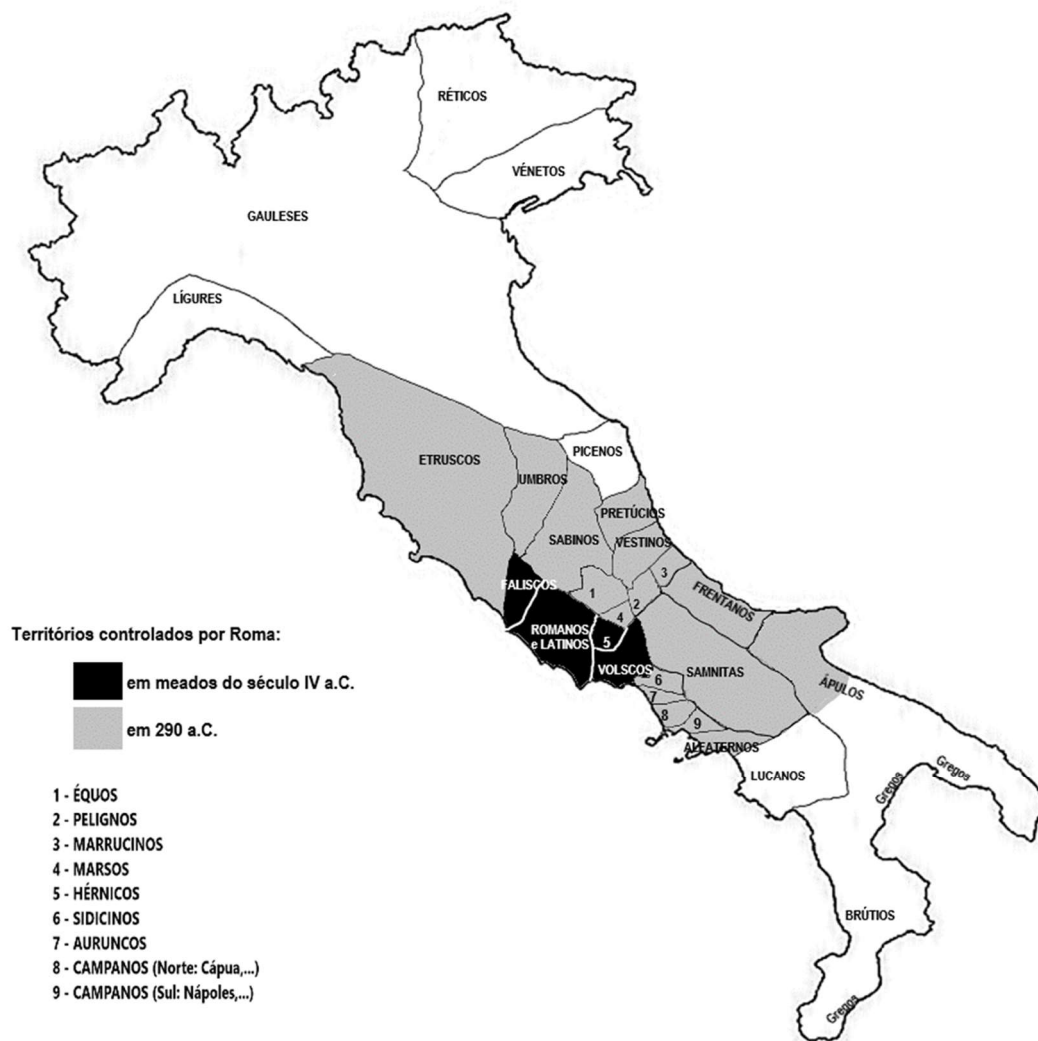 RÉTICOS
VÉNETOS
GAULESES
LÍGURES
PICENOS
ETRUSCOS
UMBROS
PRETÚCIOS
SABINOS
VESTINOS
3
FALISCOS
1
2
FRENTANOS
4
ROMANOS
e LATINOS
5
VOLSCOS
SAMNITAS
6
ÁPULOS
7
8
9
ALFATERNOS
LUCANOS
Gregos
Gregos
BRÚTIOS
Gregos
Territórios controlados por Roma:
em meados do século IV a.C.
em 290 a.C.
1 - ÉQUOS
2 - PELIGNOS
3 - MARRUCINOS
4 - MARSOS
5 - HÉRNICOS
6 - SIDICINOS
7 - AURUNCOS
8 - CAMPANOS (Norte: Cápua,...)
9 - CAMPANOS (Sul: Nápoles,...)